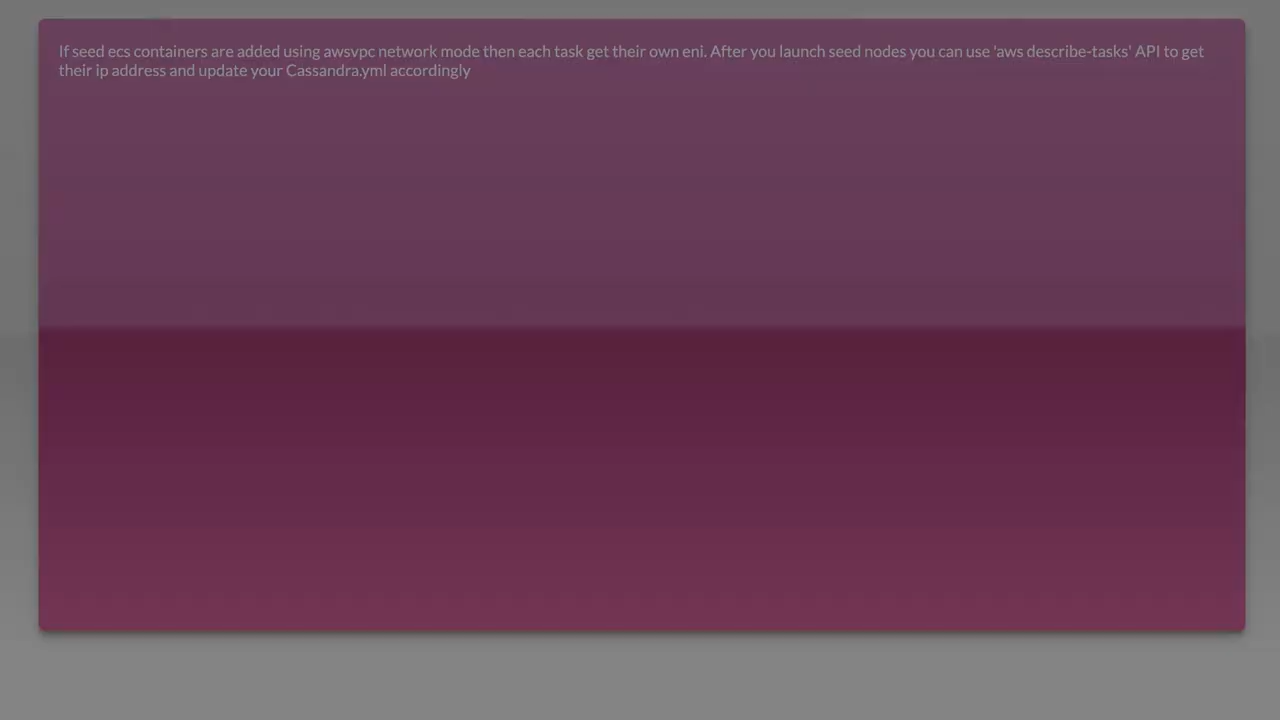 If seed ecs containers are added using awsvpc network mode then each task get their own eni. After you launch seed nodes you can use 'aws describe-tasks' API to get
their ip address and update your Cassandra.yml accordingly